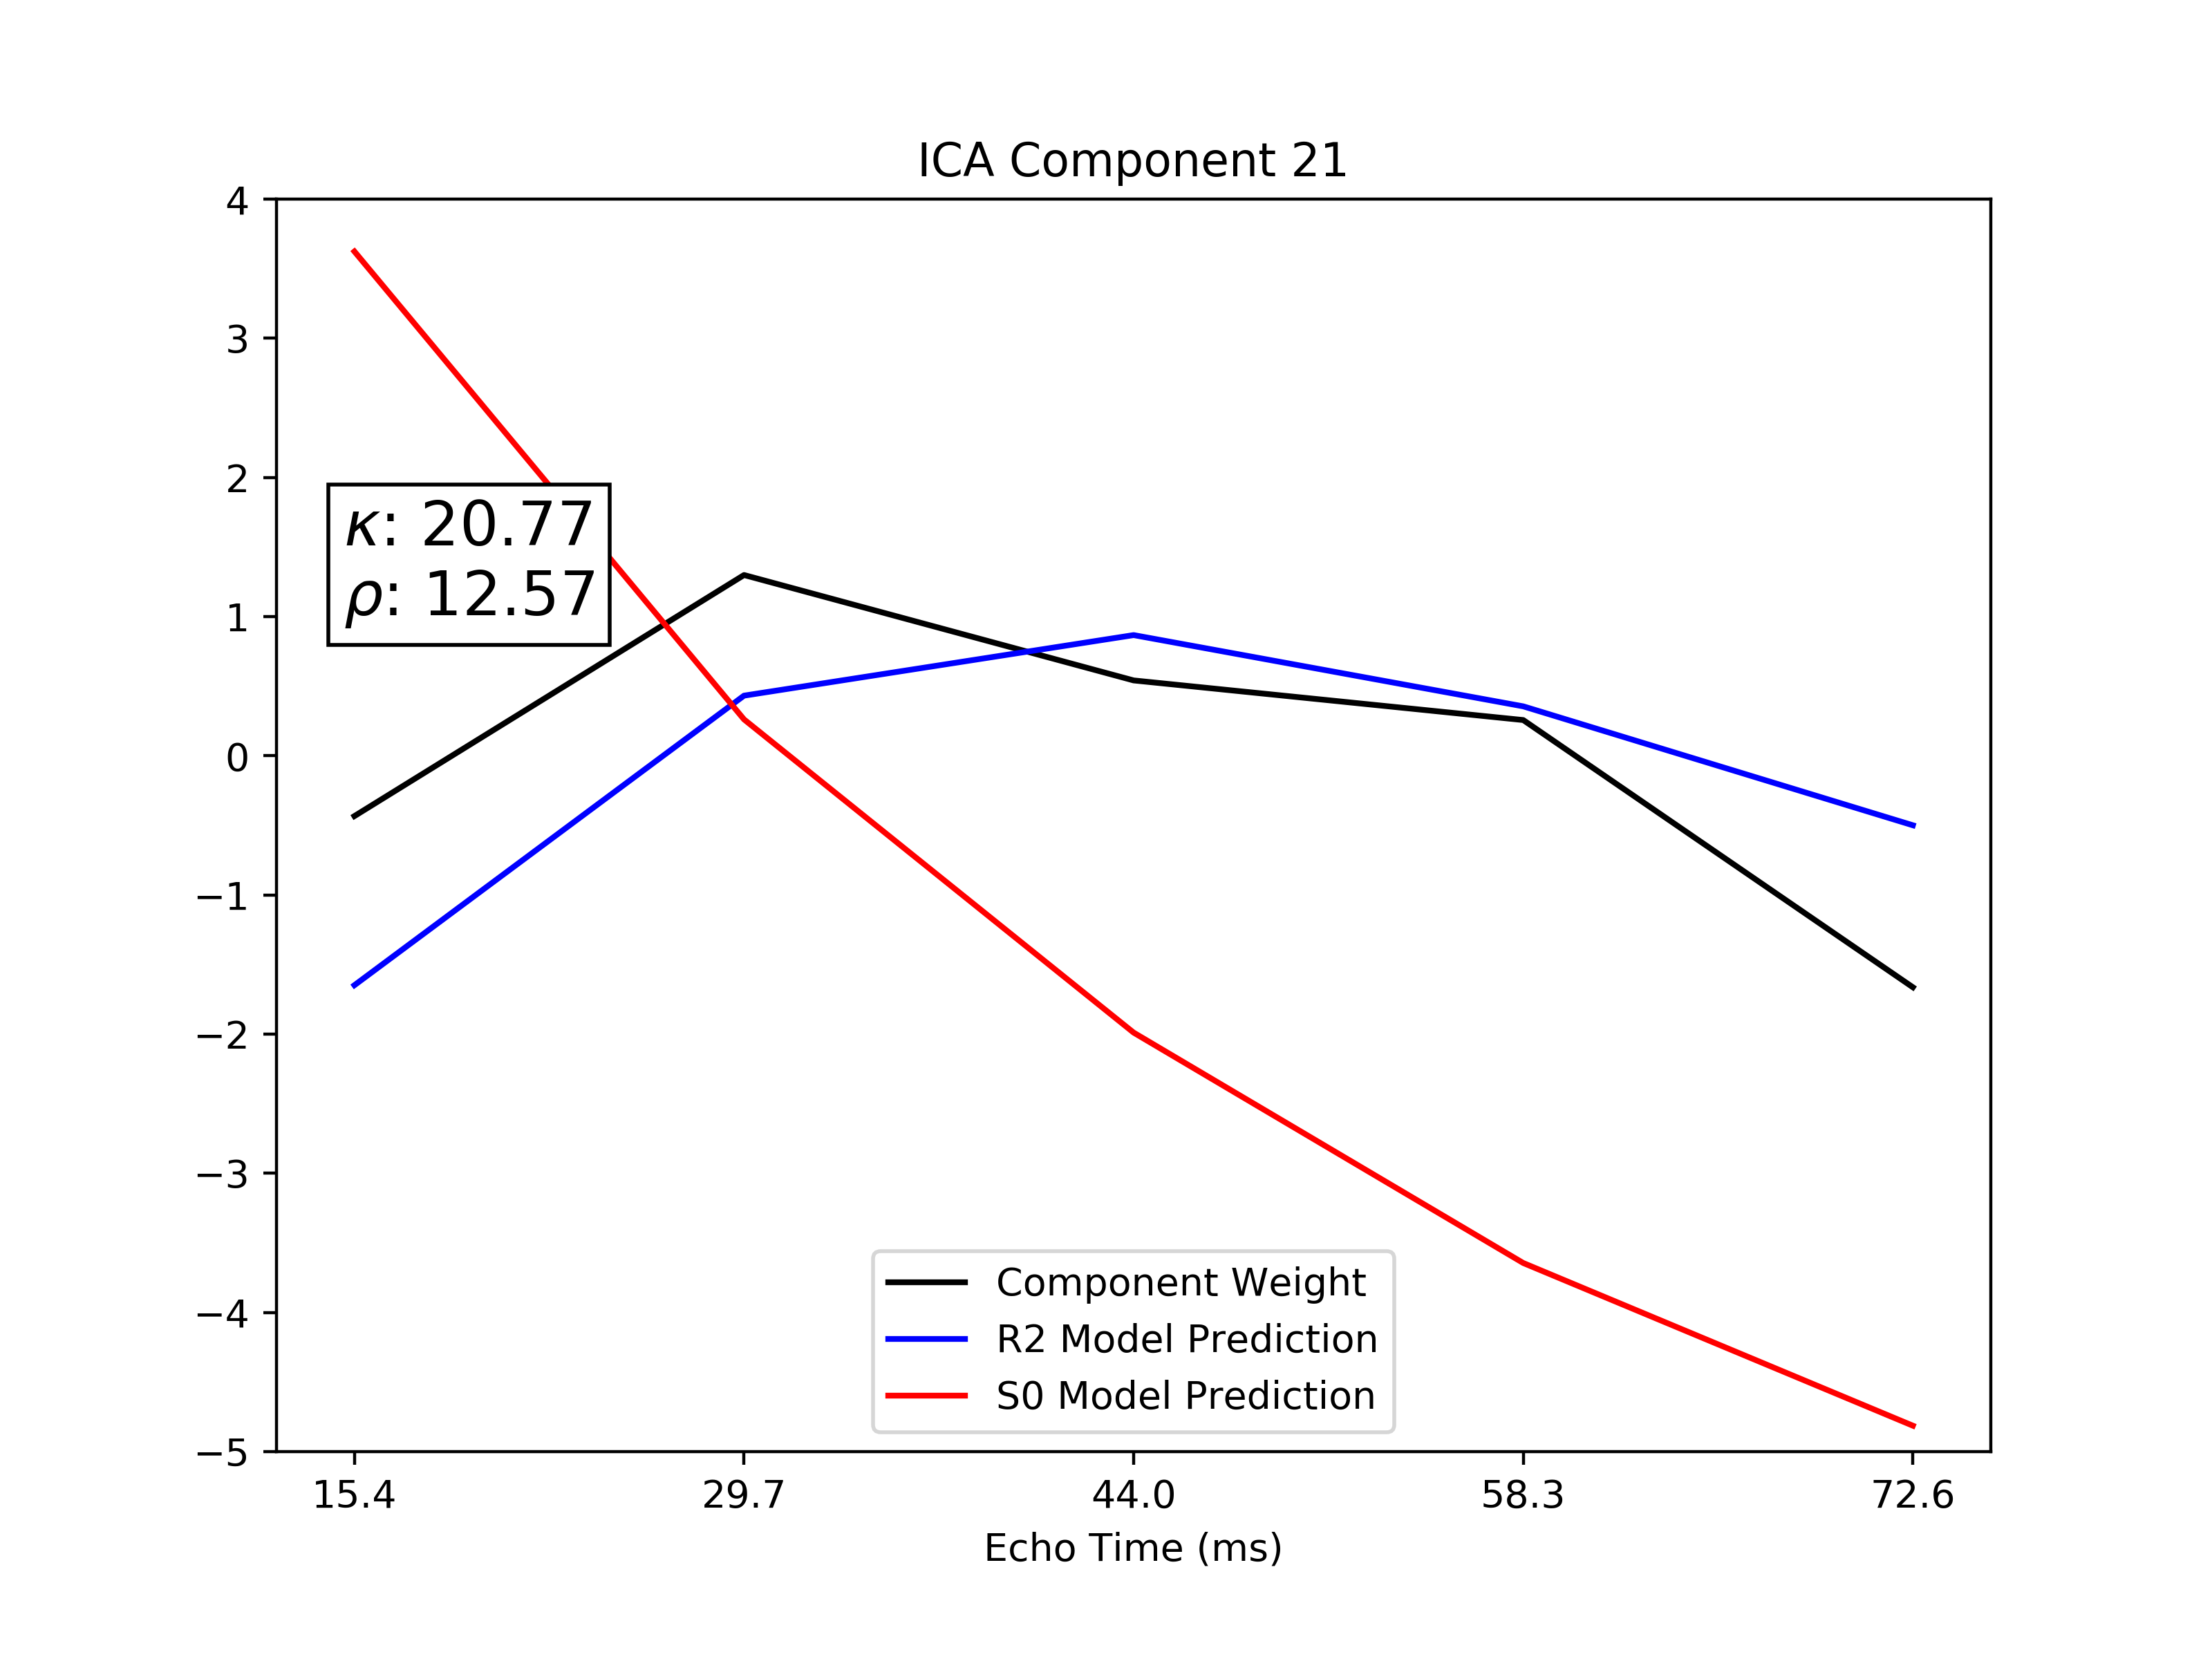 ICA Component 21
4
3
2
1
0
−1
−2
−3
−4
−5
κ: 20.77
ρ: 12.57
Component Weight
R2 Model Prediction
S0 Model Prediction
15.4 29.7 44.0 58.3 72.6
Echo Time (ms)